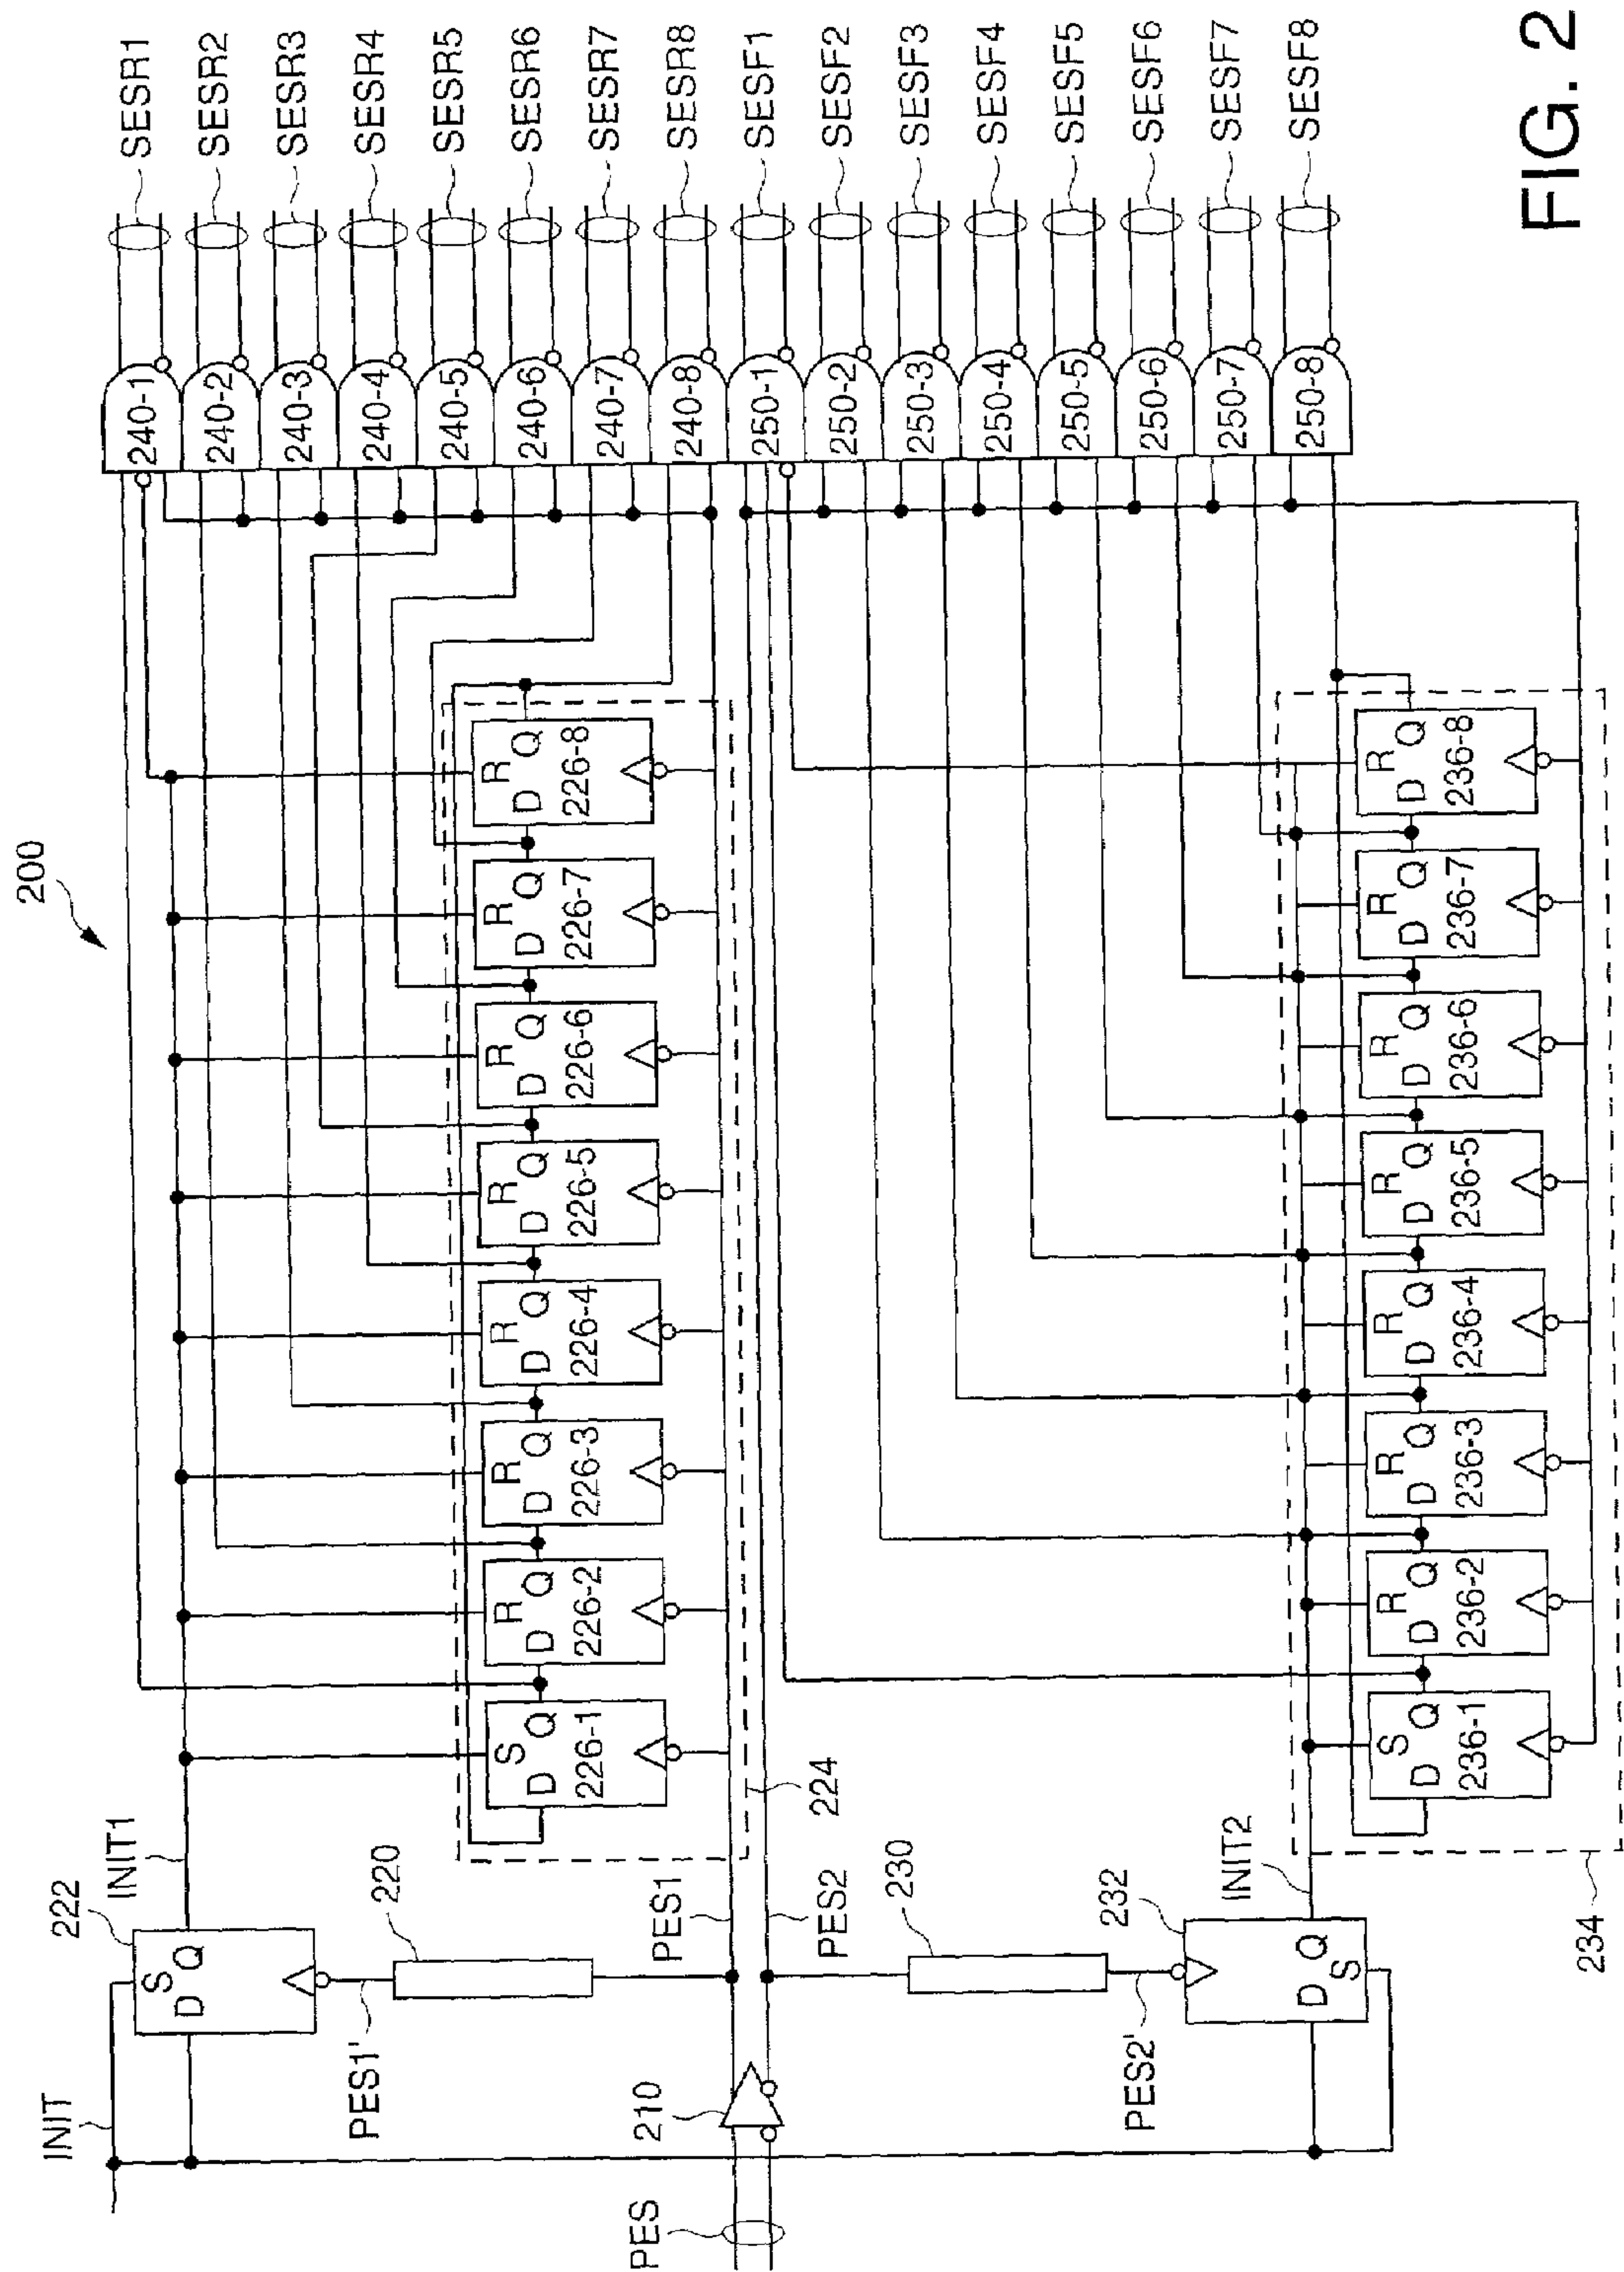 200
INIT
222
S
D Q
INIT1
PES1'
220
PES
210
PES1
PES2
PES2'
230
232
D Q
S
INIT2
S
D Q
226-1
R
D Q
226-2
R
D Q
226-3
R
D Q
226-4
R
D Q
226-5
R
D Q
226-6
R
D Q
226-7
R
D Q
226-8
224
S
D Q
236-1
R
D Q
236-2
R
D Q
236-3
R
D Q
236-4
R
D Q
236-5
R
D Q
236-6
R
D Q
236-7
R
D Q
236-8
234
240-1 SESR1
240-2 SESR2
240-3 SESR3
240-4 SESR4
240-5 SESR5
240-6 SESR6
240-7 SESR7
240-8 SESR8
250-1 SESF1
250-2 SESF2
250-3 SESF3
250-4 SESF4
250-5 SESF5
250-6 SESF6
250-7 SESF7
250-8 SESF8
FIG. 2